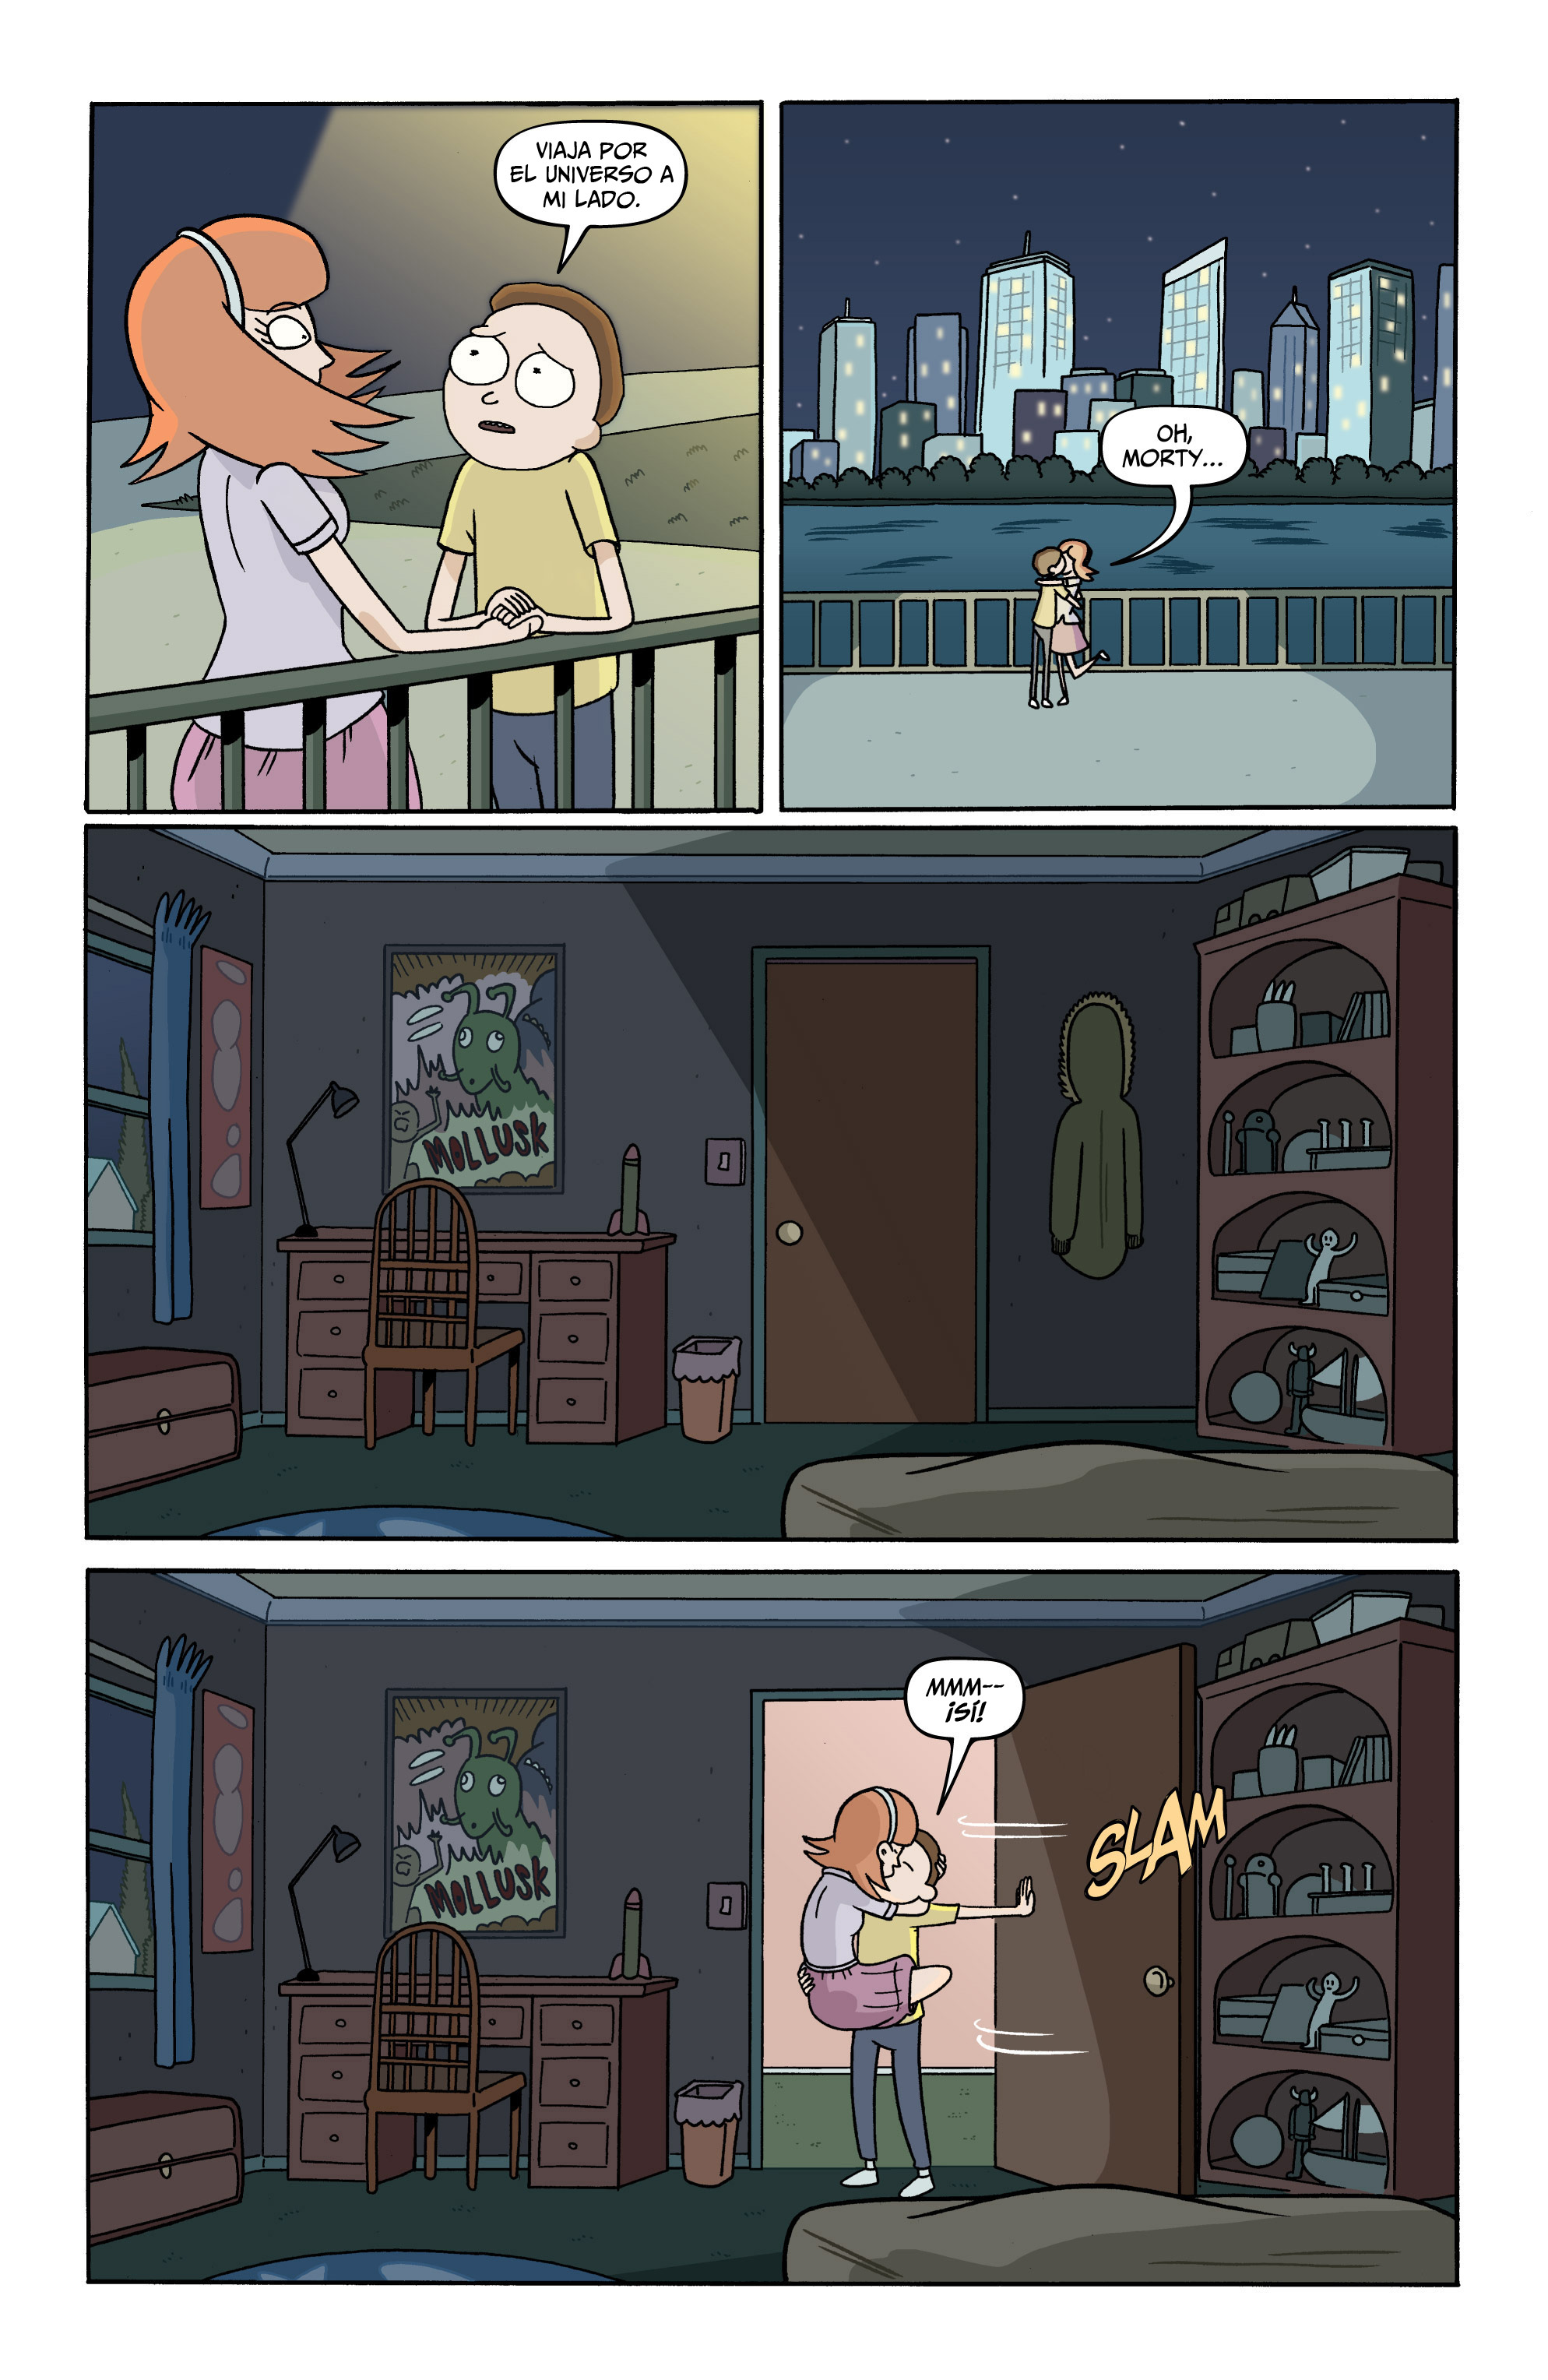 VIAJA POR
EL UNIVERSO A
MI LADO.
OH,
MORTY...
MOLLUSK
MMM--
¡SÍ!
SLAM
MOLLUSK